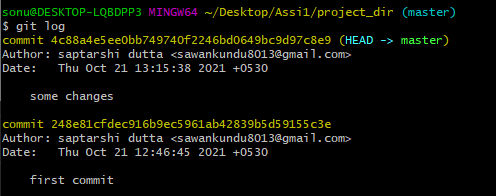 sonu@DESKTOP-LQBDPP3 MINGW64 ~/Desktop/Assi1/project_dir (master)
$ git log
commit 4c88a4e5ee0bb749740f2246bd0649bc9d97c8e9 (HEAD -> master)
Author: saptarshi dutta <sawankundu8013@gmail.com>
Date:   Thu Oct 21 13:15:38 2021 +0530
    some changes
commit 248e81cfdec916b9ec5961ab42839b5d59155c3e
Author: saptarshi dutta <sawankundu8013@gmail.com>
Date:   Thu Oct 21 12:46:45 2021 +0530
    first commit